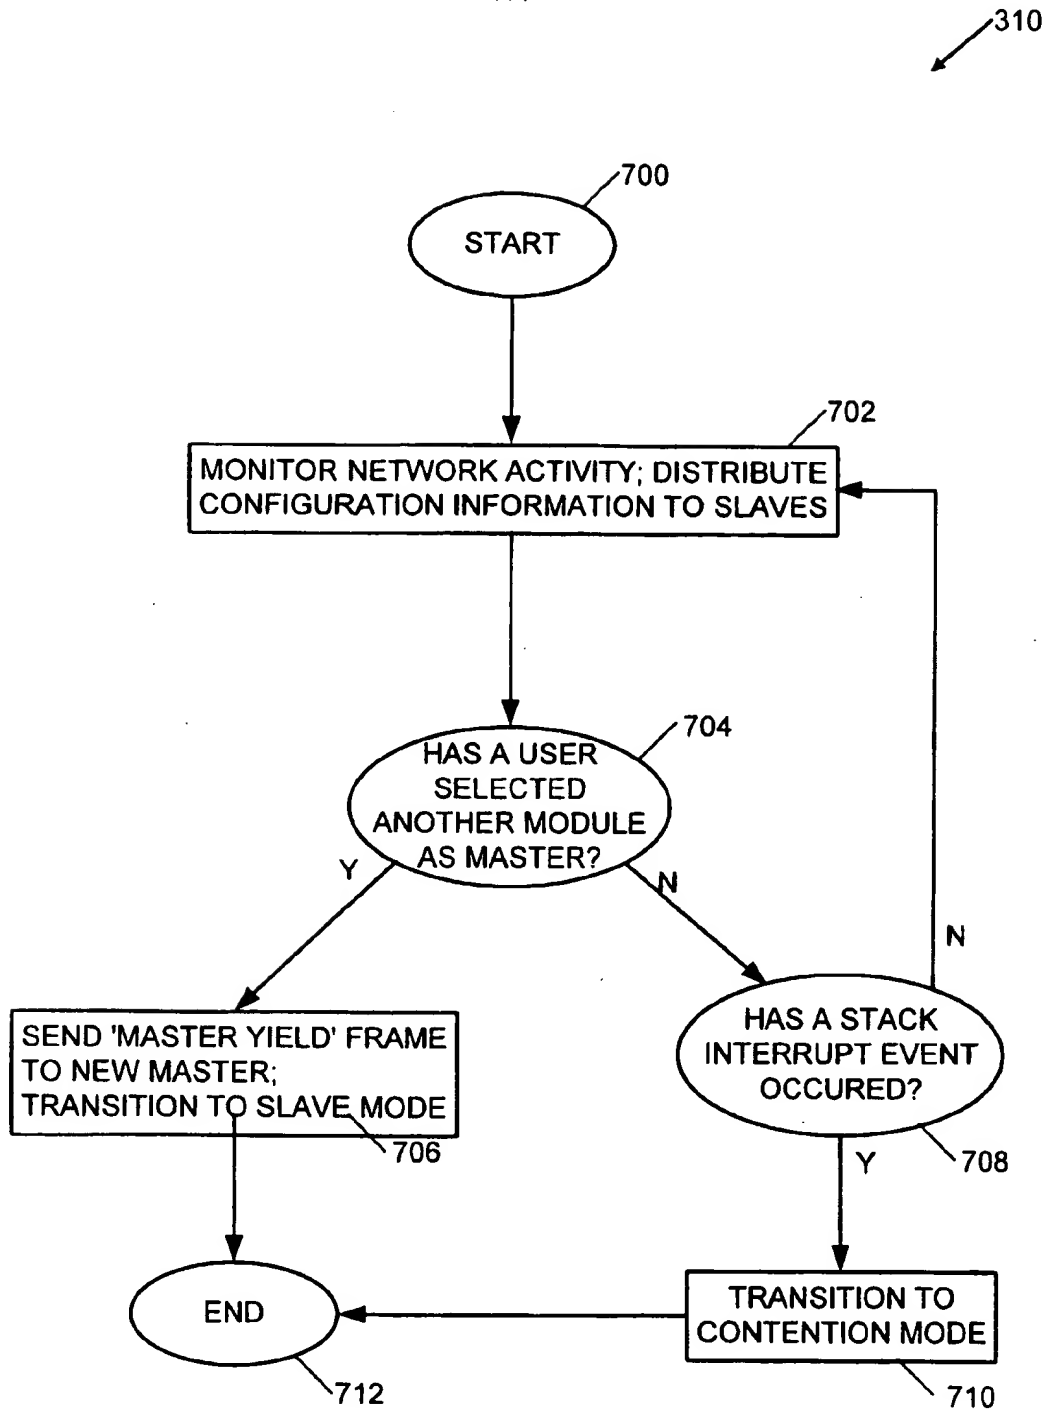 310
700
START
702
MONITOR NETWORK ACTIVITY; DISTRIBUTE
CONFIGURATION INFORMATION TO SLAVES
704
HAS A USER
SELECTED
ANOTHER MODULE
AS MASTER?
Y
N
N
SEND 'MASTER YIELD' FRAME
TO NEW MASTER;
TRANSITION TO SLAVE MODE
706
HAS A STACK
INTERRUPT EVENT
OCCURED?
708
Y
END
712
TRANSITION TO
CONTENTION MODE
710